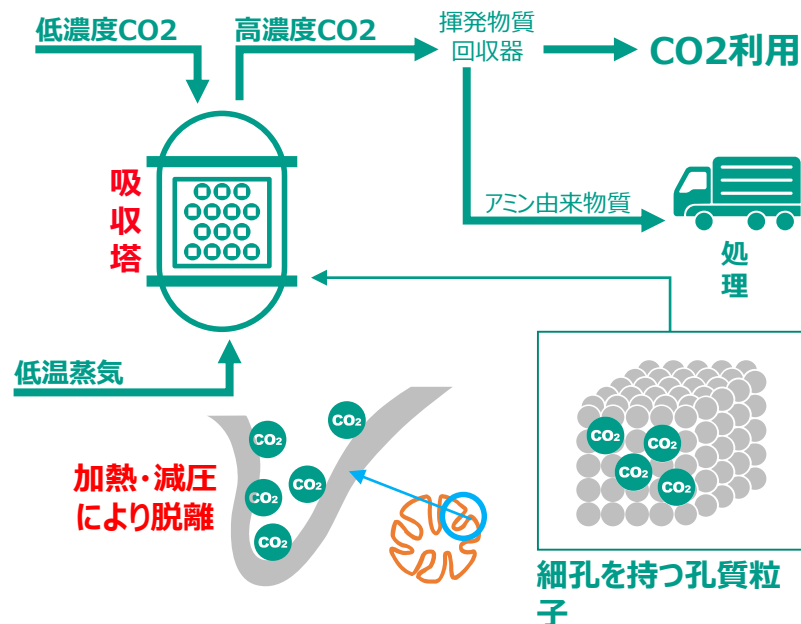 低濃度CO2
高濃度CO2
揮発物質
回収器
CO2利用
吸収塔
アミン由来物質
処理
低温蒸気
CO₂
CO₂
CO₂
CO₂
CO₂
加熱・減圧
により脱離
CO₂
CO₂
CO₂
CO₂
細孔を持つ孔質粒
子